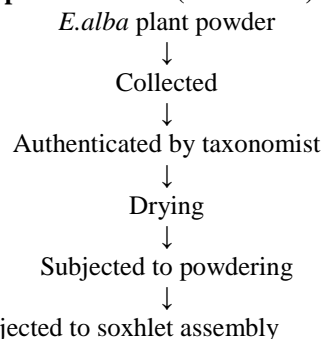 E.alba plant powder
↓
Collected
↓
Authenticated by taxonomist
↓
Drying
↓
Subjected to powdering
↓
jected to soxhlet assembly